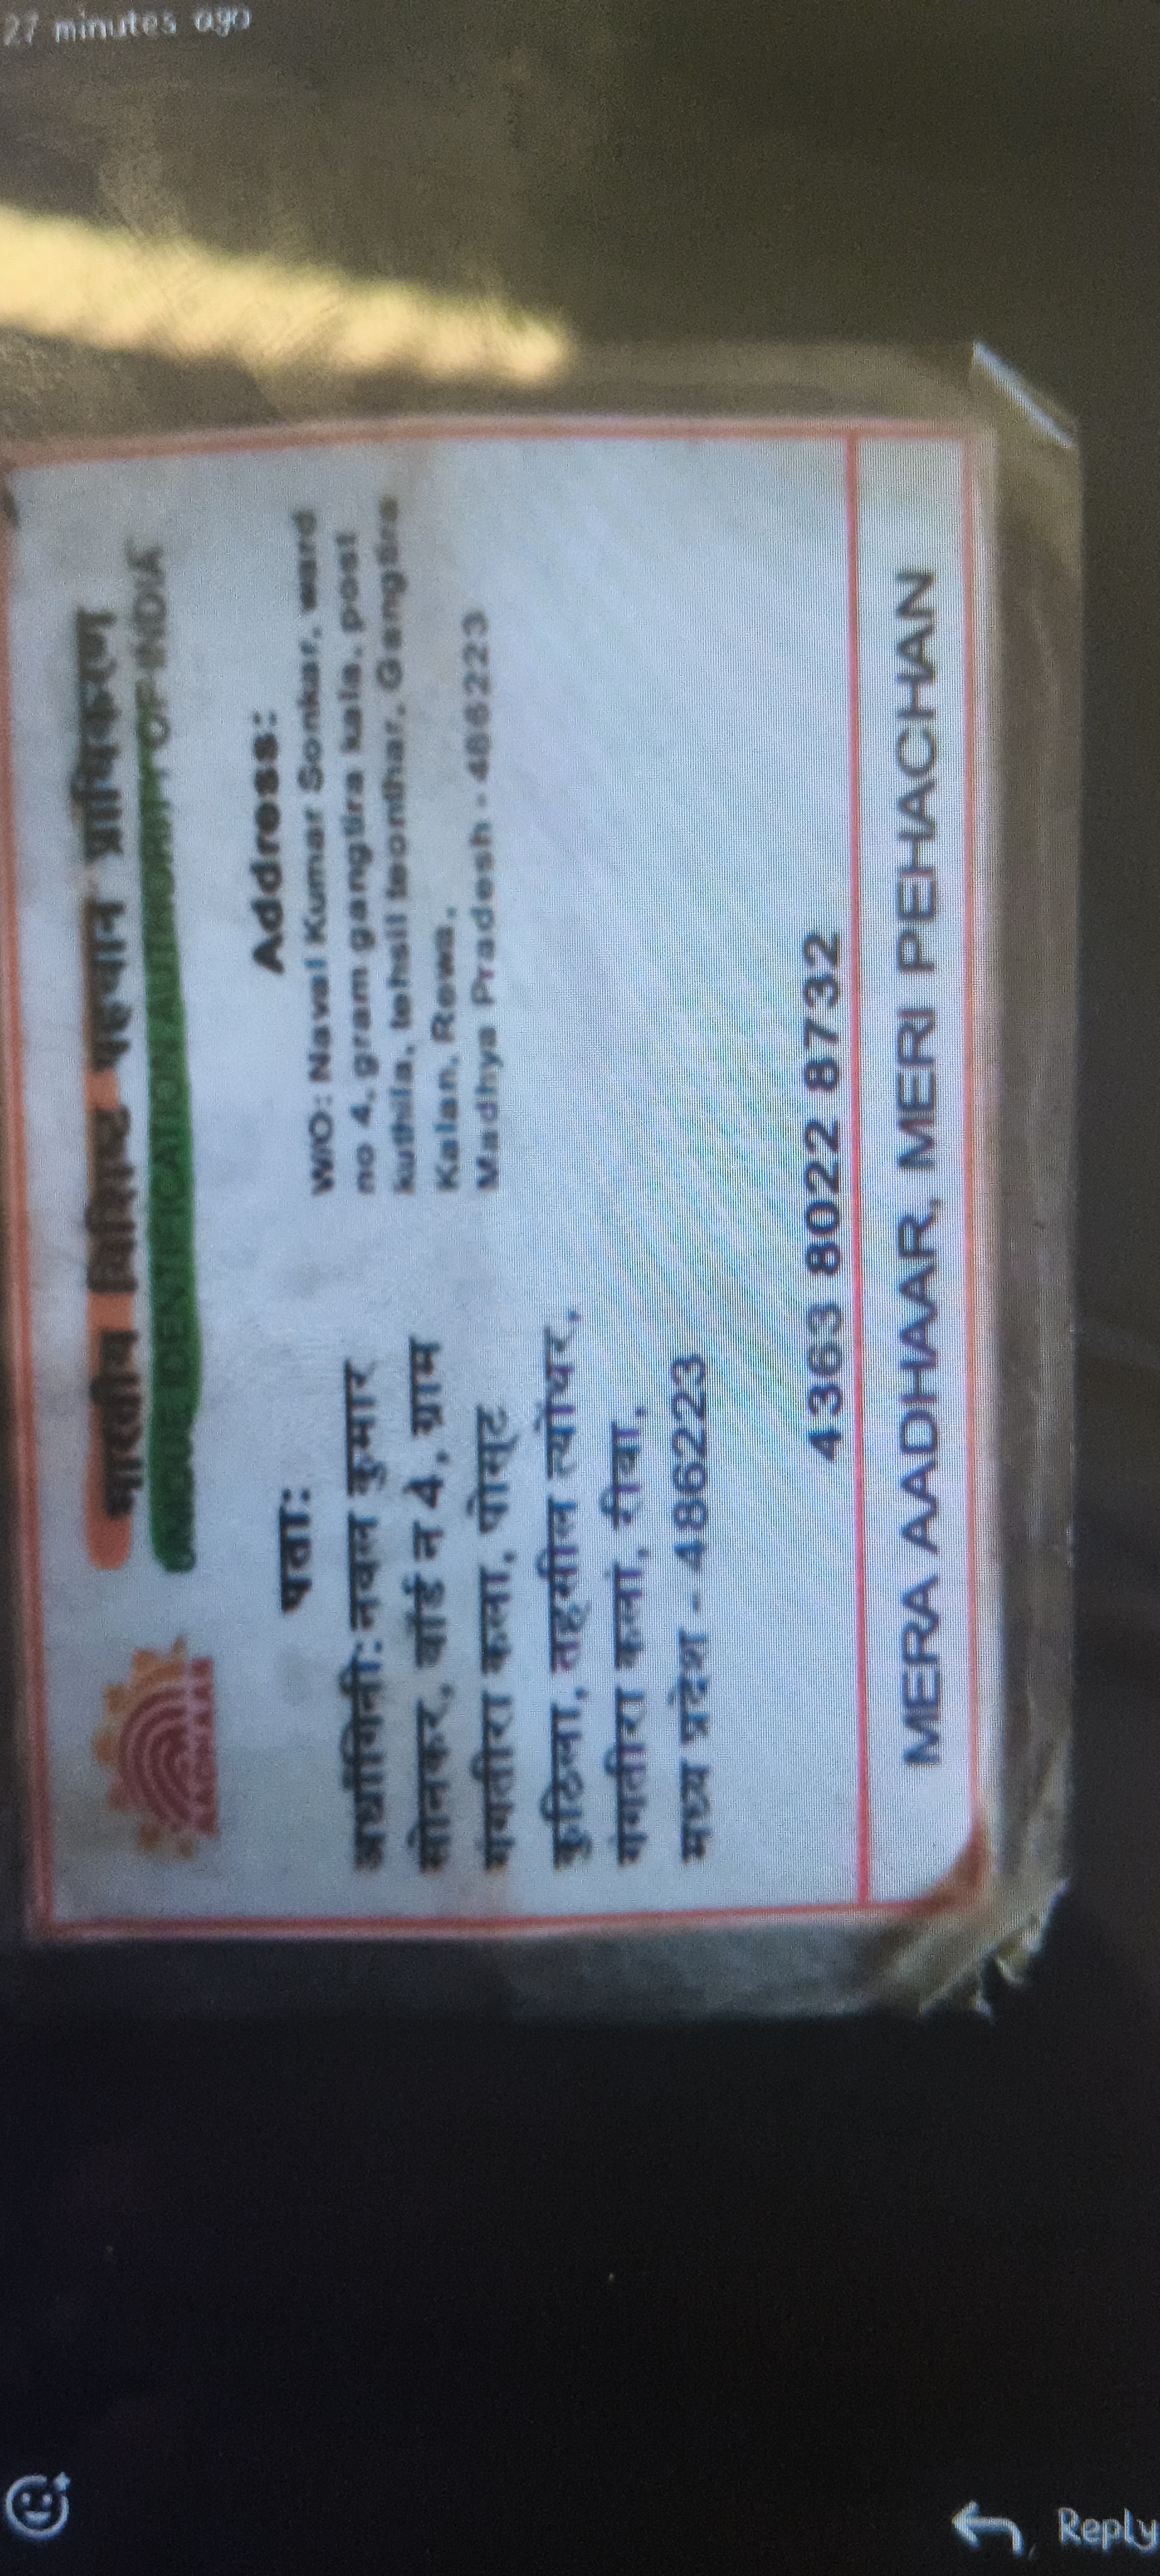 27 minutes ago
भारतीय विशिष्ट पहचान प्राधिकरण
UNIQUE IDENTIFICATION AUTHORITY OF INDIA
AADHAAR
पता:
अर्धांगिनी: नवल कुमार
सोनकर, वॉर्ड न 4, ग्राम
गंगतीरा कला, पोस्ट
कुठिला, तहसील त्योंथर,
गंगतीरा कलां, रीवा,
मध्य प्रदेश - 486223
Address:
W/O: Naval Kumar Sonkar, ward
no 4, gram gangtira kala, post
kuthila, tehsil teonthar, Gangtira
Kalan, Rewa,
Madhya Pradesh - 486223
4363 8022 8732
MERA AADHAAR, MERI PEHACHAN
Reply